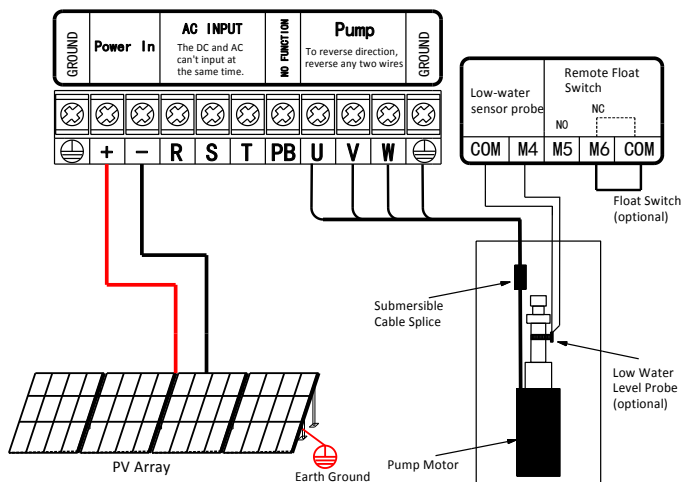 GROUND
Power In
AC INPUT
The DC and AC
can't input at
the same time.
NO FUNCTION
Pump
To reverse direction,
reverse any two wires
GROUND
+ − R S T PB U V W
Low-water
sensor probe
Remote Float
Switch
NC
NO
COM M4 M5 M6 COM
Float Switch
(optional)
Submersible
Cable Splice
Low Water
Level Probe
(optional)
PV Array
Earth Ground
Pump Motor